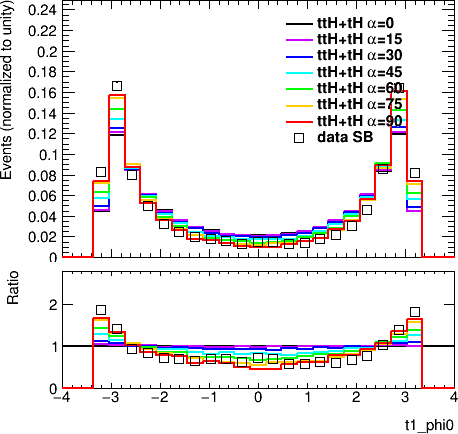 Events (normalized to unity)
0.24
0.22
0.2
0.18
0.16
0.14
0.12
0.1
0.08
0.06
0.04
0.02
0
ttH+tH α=0
ttH+tH α=15
ttH+tH α=30
ttH+tH α=45
ttH+tH α=60
ttH+tH α=75
ttH+tH α=90
data SB
Ratio
2
1
0
−4 −3 −2 −1 0 1 2 3 4
t1_phi0